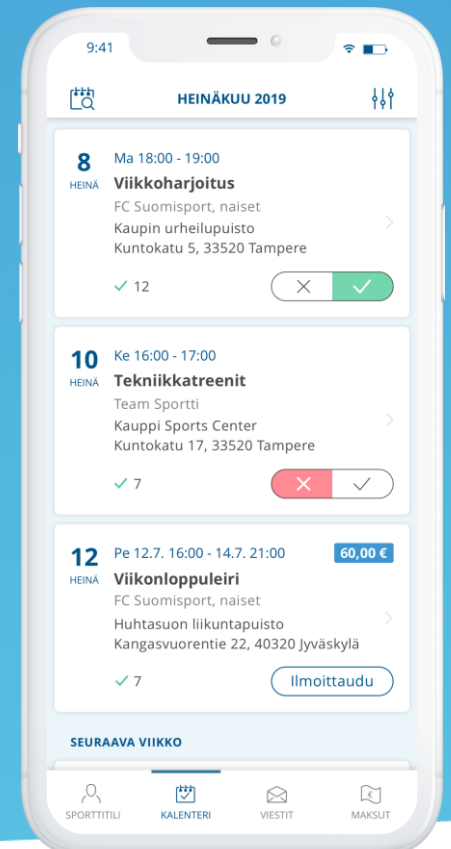 9:41
HEINÄKUU 2019
8
HEINÄ
Ma 18:00 - 19:00
Viikkoharjoitus
FC Suomisport, naiset
Kaupin urheilupuisto
Kuntokatu 5, 33520 Tampere
12
10
HEINÄ
Ke 16:00 - 17:00
Tekniikkatreenit
Team Sportti
Kauppi Sports Center
Kuntokatu 17, 33520 Tampere
7
12
HEINÄ
Pe 12.7. 16:00 - 14.7. 21:00
60,00 €
Viikonloppuleiri
FC Suomisport, naiset
Huhtasuon liikuntapuisto
Kangasvuorentie 22, 40320 Jyväskylä
7
Ilmoittaudu
SEURAAVA VIIKKO
SPORTTITILI
KALENTERI
VIESTIT
MAKSUT